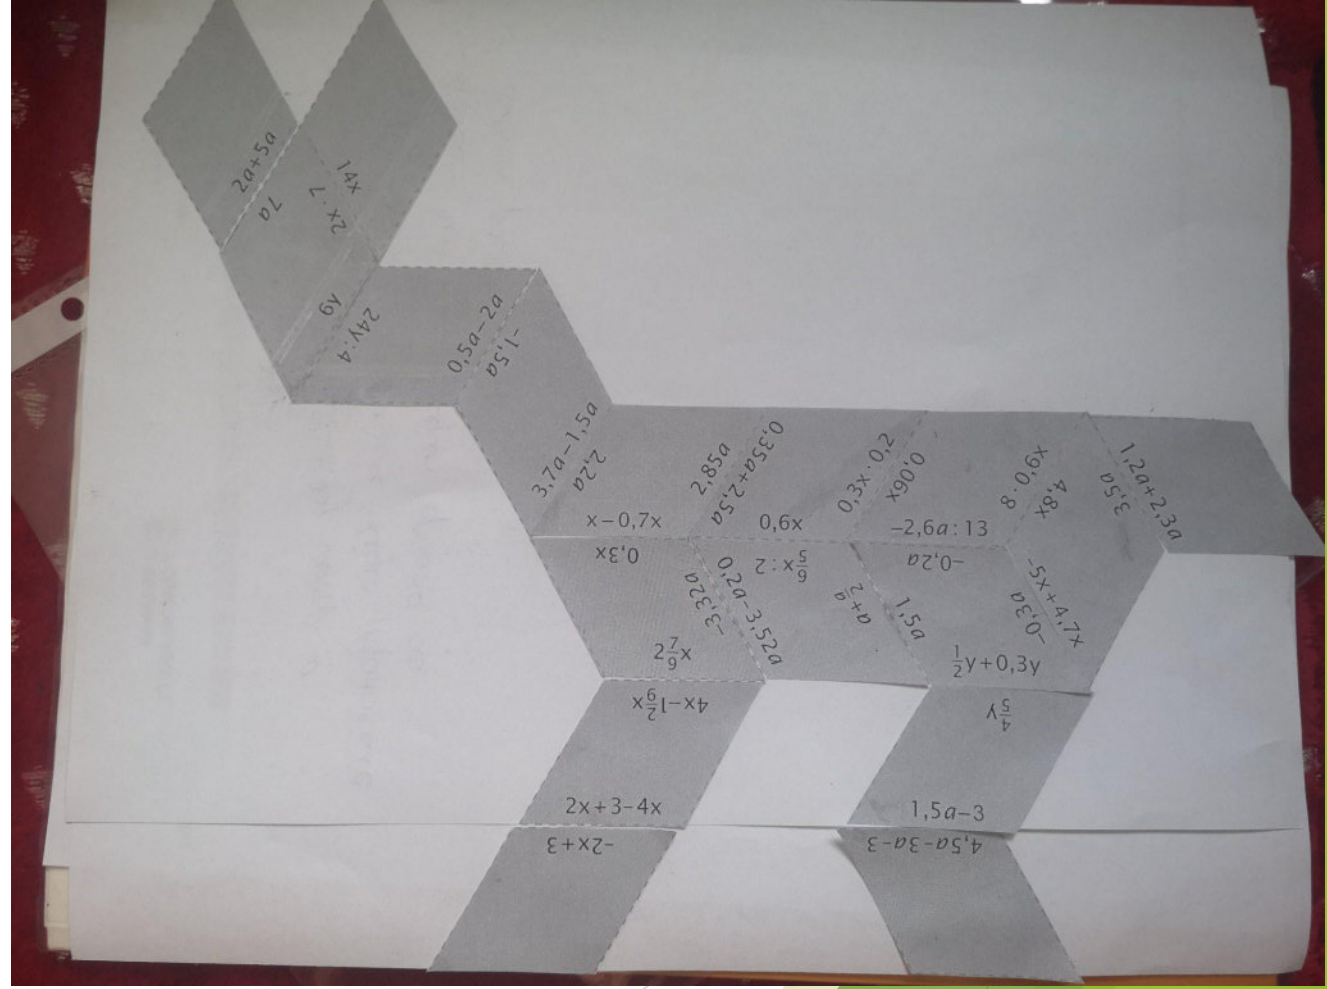 2a+5a
7a
14x
2x · 7
6y
24y:4
0,5a−2a
−1,5a
3,7a−1,5a
2,2a
2,85a
0,35a+2,5a
0,3x · 0,2
0,06x
x−0,7x
0,3x
0,6x
6/5x : 2
−2,6a : 13
−0,2a
8 · 0,6x
4,8x
1,2a+2,3a
3,5a
−3,32a
0,2a−3,52a
a+a/2
1,5a
−5x+4,7x
−0,3a
2 7/9x
4x−1 2/9x
1/2y+0,3y
4/5y
2x+3−4x
−2x+3
1,5a−3
4,5a−3a−3